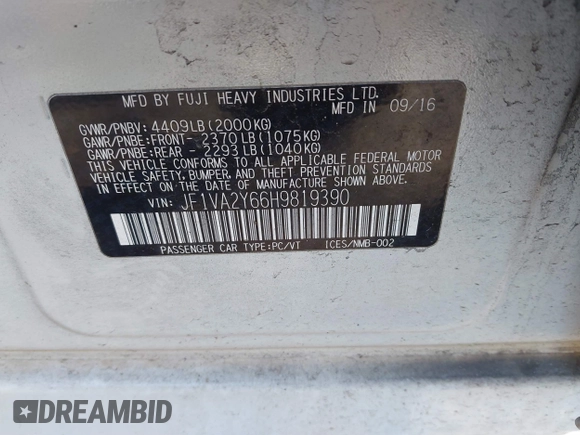 MFD BY FUJI HEAVY INDUSTRIES LTD.
MFD IN 09/16
GVWR/PNBV: 4409LB(2000KG)
GAWR/PNBE:FRONT- 2370LB(1075KG)
GAWR/PNBE:REAR - 2293LB(1040KG)
THIS VEHICLE CONFORMS TO ALL APPLICABLE FEDERAL MOTOR
VEHICLE SAFETY, BUMPER, AND THEFT PREVENTION STANDARDS
IN EFFECT ON THE DATE OF MANUFACTURE SHOWN ABOVE.
VIN: JF1VA2Y66H9819390
PASSENGER CAR TYPE:PC/VT ICES/NMB-002
DREAMBID